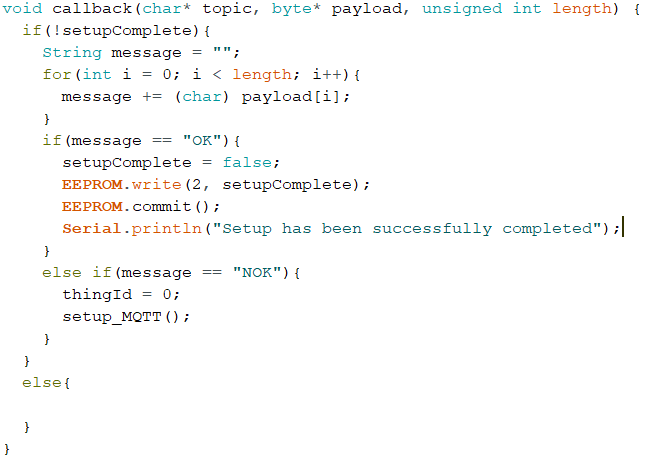 void callback(char* topic, byte* payload, unsigned int length) {
  if(!setupComplete){
    String message = "";
    for(int i = 0; i < length; i++){
      message += (char) payload[i];
    }
    if(message == "OK"){
      setupComplete = false;
      EEPROM.write(2, setupComplete);
      EEPROM.commit();
      Serial.println("Setup has been successfully completed");
    }
    else if(message == "NOK"){
      thingId = 0;
      setup_MQTT();
    }
  }
  else{
  }
}